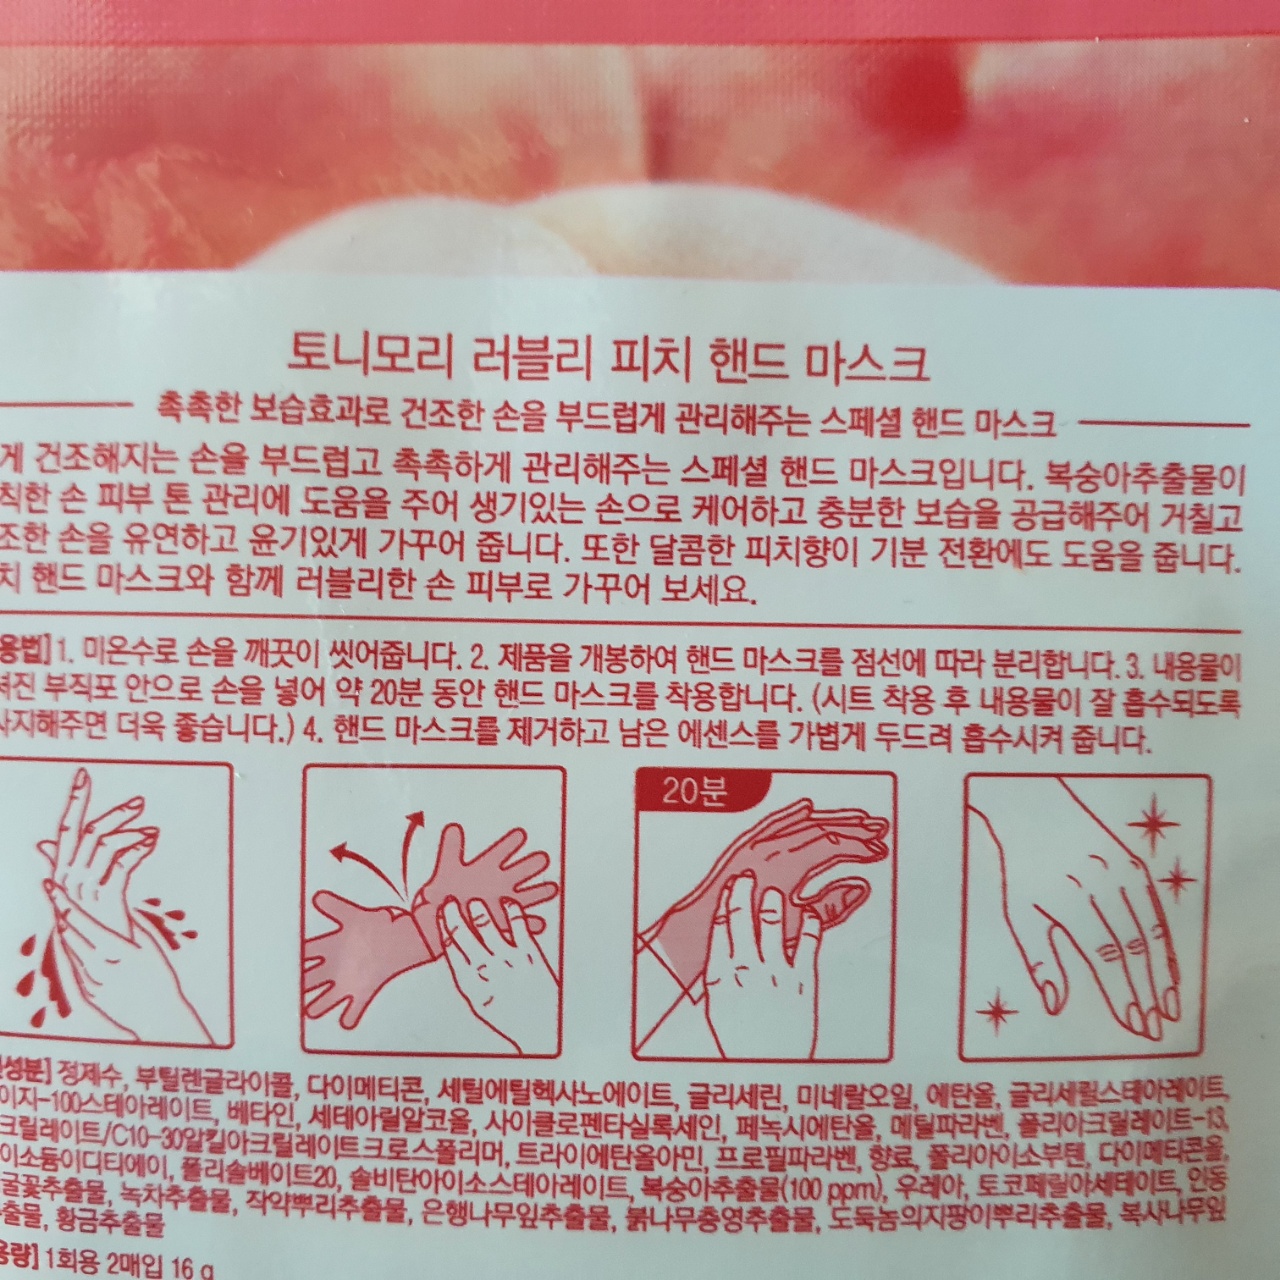 토니모리 러블리 피치 핸드 마스크
촉촉한 보습효과로 건조한 손을 부드럽게 관리해주는 스페셜 핸드 마스크
게 건조해지는 손을 부드럽고 촉촉하게 관리해주는 스페셜 핸드 마스크입니다. 복숭아추출물이
칙한 손 피부 톤 관리에 도움을 주어 생기있는 손으로 케어하고 충분한 보습을 공급해주어 거칠고
조한 손을 유연하고 윤기있게 가꾸어 줍니다. 또한 달콤한 피치향이 기분 전환에도 도움을 줍니다.
치 핸드 마스크와 함께 러블리한 손 피부로 가꾸어 보세요.
용법] 1. 미온수로 손을 깨끗이 씻어줍니다. 2. 제품을 개봉하여 핸드 마스크를 점선에 따라 분리합니다. 3. 내용물이
져진 부직포 안으로 손을 넣어 약 20분 동안 핸드 마스크를 착용합니다. (시트 착용 후 내용물이 잘 흡수되도록
사지해주면 더욱 좋습니다.) 4. 핸드 마스크를 제거하고 남은 에센스를 가볍게 두드려 흡수시켜 줍니다.
20분
성분] 정제수, 부틸렌글라이콜, 다이메티콘, 세틸에틸헥사노에이트, 글리세린, 미네랄오일, 에탄올, 글리세릴스테아레이트,
이지-100스테아레이트, 베타인, 세테아릴알코올, 사이클로펜타실록세인, 페녹시에탄올, 메틸파라벤, 폴리아크릴레이트-13,
크릴레이트/C10-30알킬아크릴레이트크로스폴리머, 트라이에탄올아민, 프로필파라벤, 향료, 폴리아이소부텐, 다이메티콘올,
이소듐이디티에이, 폴리솔베이트20, 솔비탄아이소스테아레이트, 복숭아추출물(100 ppm), 우레아, 토코페릴아세테이트, 인동
굴꽃추출물, 녹차추출물, 작약뿌리추출물, 은행나무잎추출물, 붉나무충영추출물, 도둑놈의지팡이뿌리추출물, 복사나무잎
출물, 황금추출물
용량] 1회용 2매입 16 g